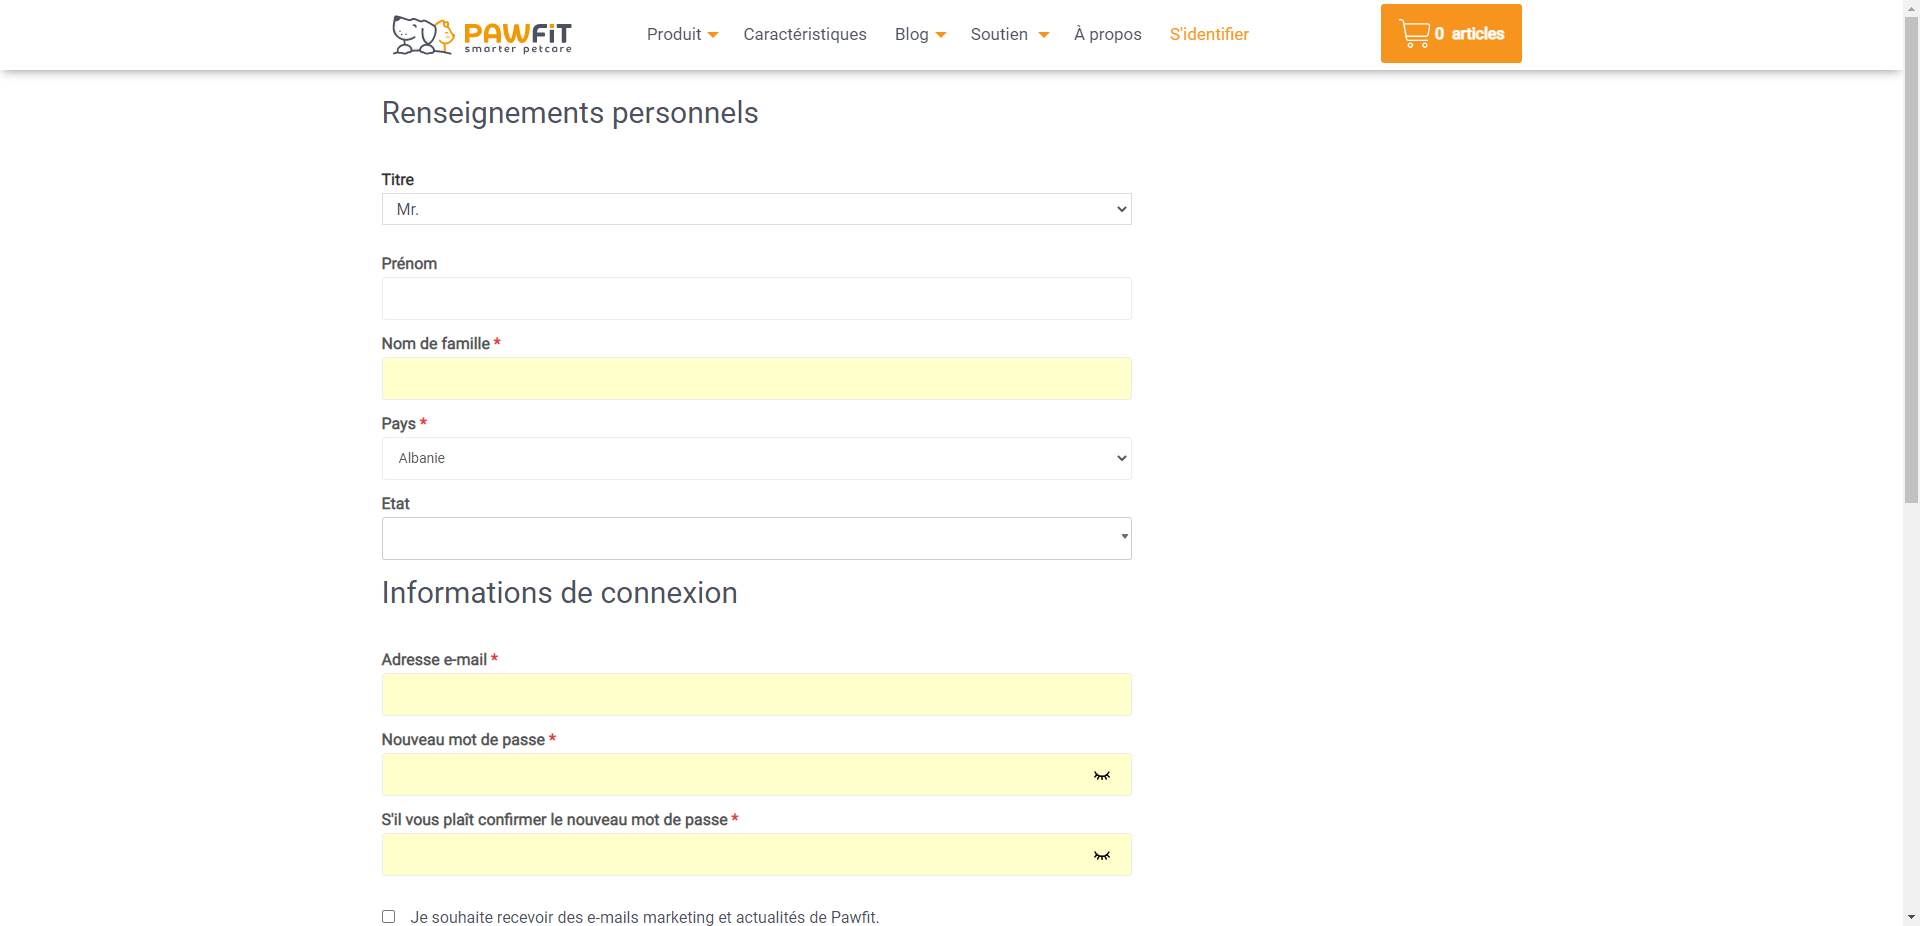 PAWFiT
smarter petcare
Produit Caractéristiques Blog Soutien À propos S'identifier 0 articles
Renseignements personnels
Titre
Mr.
Prénom
Nom de famille *
Pays *
Albanie
Etat
Informations de connexion
Adresse e-mail *
Nouveau mot de passe *
S'il vous plaît confirmer le nouveau mot de passe *
Je souhaite recevoir des e-mails marketing et actualités de Pawfit.